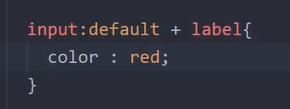 input:default + label{
  color : red;
}